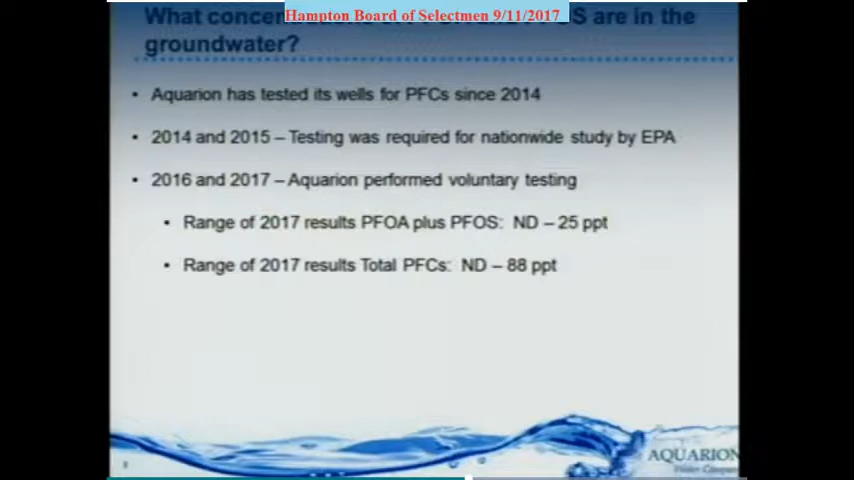 Hampton Board of Selectmen 9/11/2017
What concen S are in the
groundwater?
• Aquarion has tested its wells for PFCs since 2014
• 2014 and 2015 – Testing was required for nationwide study by EPA
• 2016 and 2017 – Aquarion performed voluntary testing
• Range of 2017 results PFOA plus PFOS: ND – 25 ppt
• Range of 2017 results Total PFCs: ND – 88 ppt
AQUARION